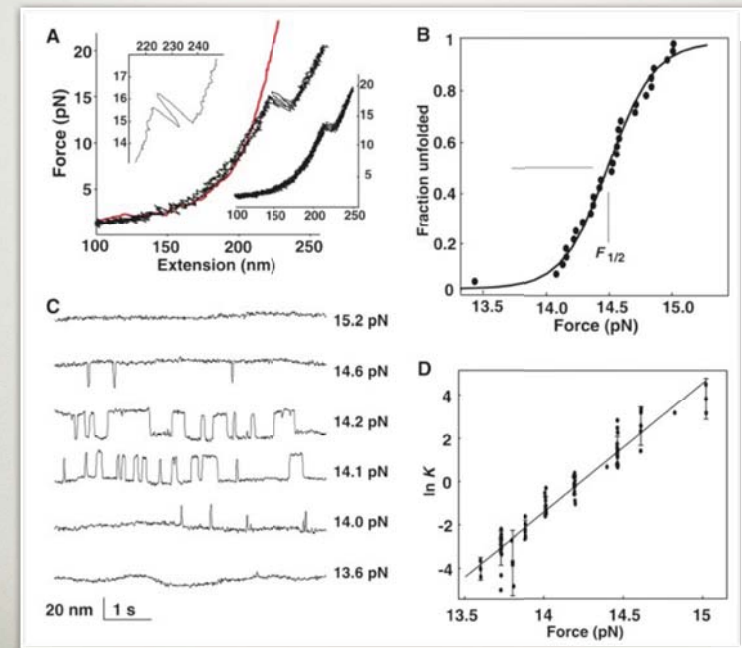 A
220 230 240
17
16
15
14
20
15
10
5
Force (pN)
20
15
10
5
100 150 200 250
100 150 200 250
Extension (nm)
B
1
0.8
0.6
0.4
0.2
0
Fraction unfolded
F1/2
13.5 14.0 14.5 15.0
Force (pN)
C
15.2 pN
14.6 pN
14.2 pN
14.1 pN
14.0 pN
13.6 pN
20 nm 1 s
D
4
2
0
-2
-4
ln K
13.5 14 14.5 15
Force (pN)